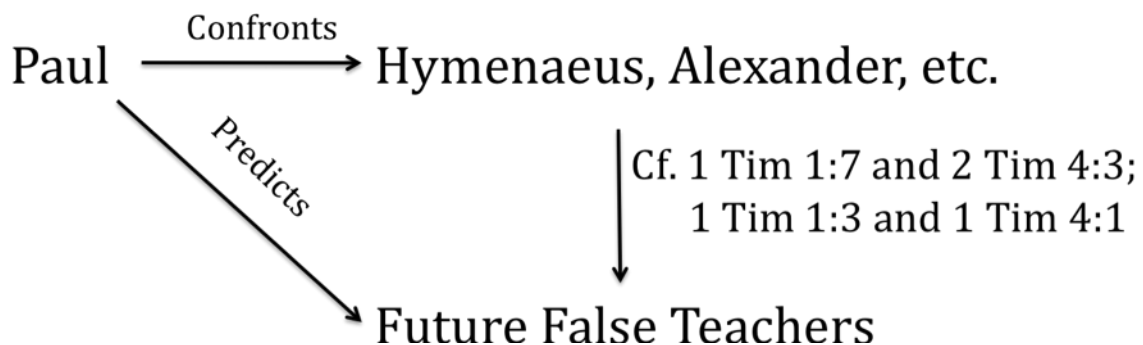 Confronts
Paul
Hymenaeus, Alexander, etc.
Predicts
Cf. 1 Tim 1:7 and 2 Tim 4:3;
1 Tim 1:3 and 1 Tim 4:1
Future False Teachers